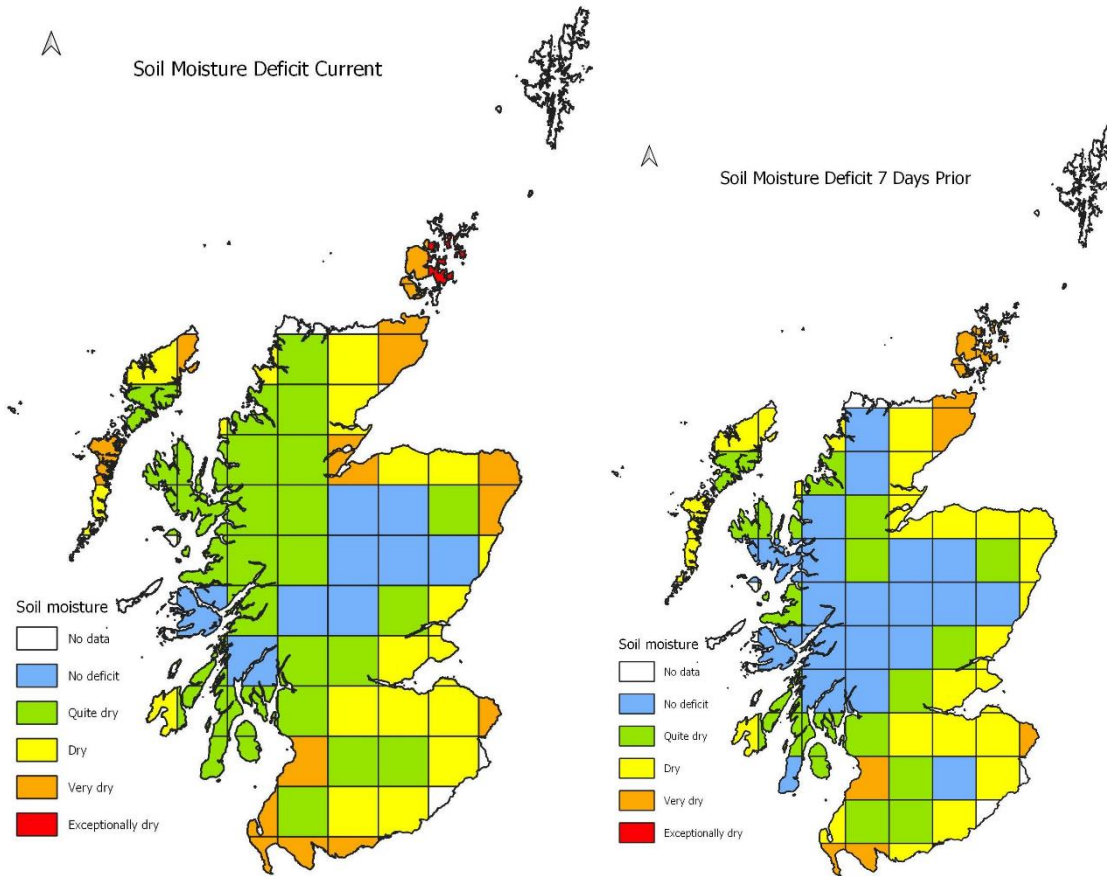 Soil Moisture Deficit Current
Soil moisture
No data
No deficit
Quite dry
Dry
Very dry
Exceptionally dry
Soil Moisture Deficit 7 Days Prior
Soil moisture
No data
No deficit
Quite dry
Dry
Very dry
Exceptionally dry